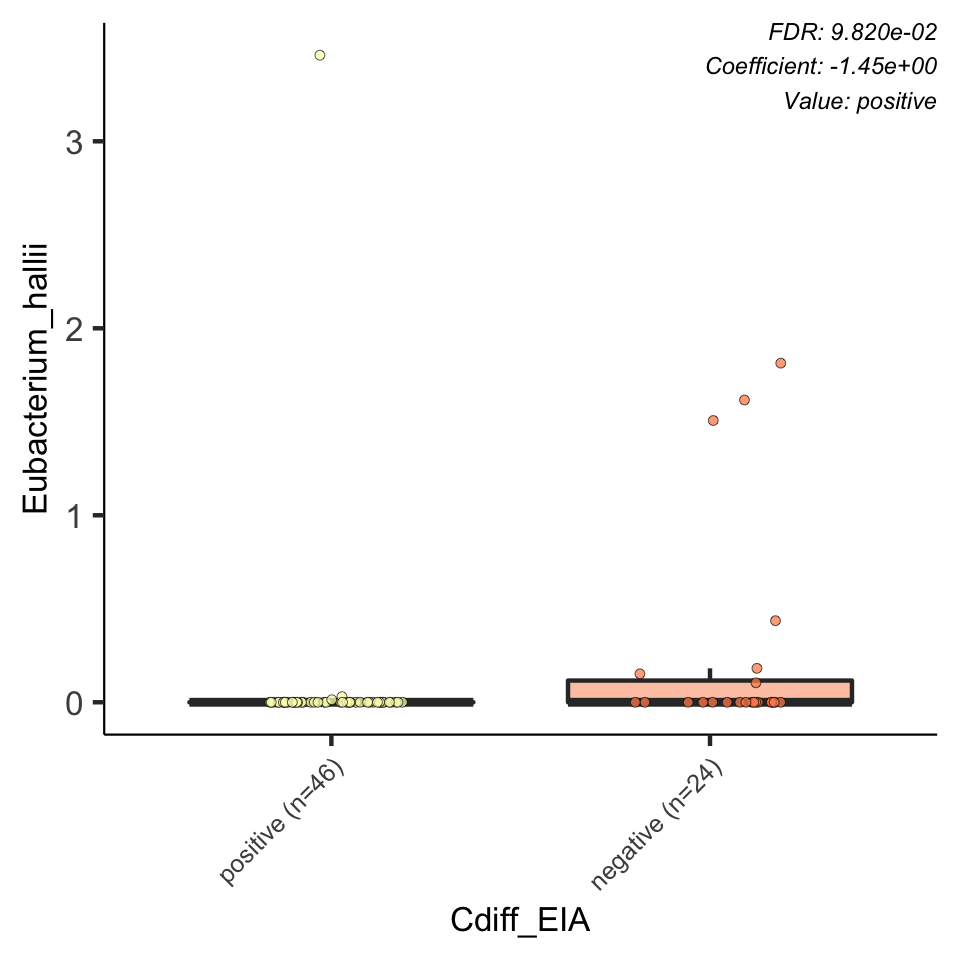 FDR: 9.820e-02
Coefficient: -1.45e+00
Value: positive
Eubacterium_hallii
3
2
1
0
positive (n=46)
negative (n=24)
Cdiff_EIA